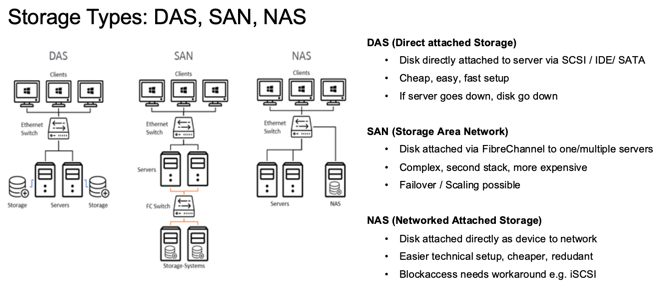 Storage Types: DAS, SAN, NAS
DAS
Clients
Ethernet
Switch
Storage
Servers
Storage
SAN
Clients
Ethernet
Switch
Servers
FC Switch
Storage-Systems
NAS
Clients
Ethernet
Switch
Servers
NAS
DAS (Direct attached Storage)
• Disk directly attached to server via SCSI / IDE/ SATA
• Cheap, easy, fast setup
• If server goes down, disk go down
SAN (Storage Area Network)
• Disk attached via FibreChannel to one/multiple servers
• Complex, second stack, more expensive
• Failover / Scaling possible
NAS (Networked Attached Storage)
• Disk attached directly as device to network
• Easier technical setup, cheaper, redudant
• Blockaccess needs workaround e.g. iSCSI